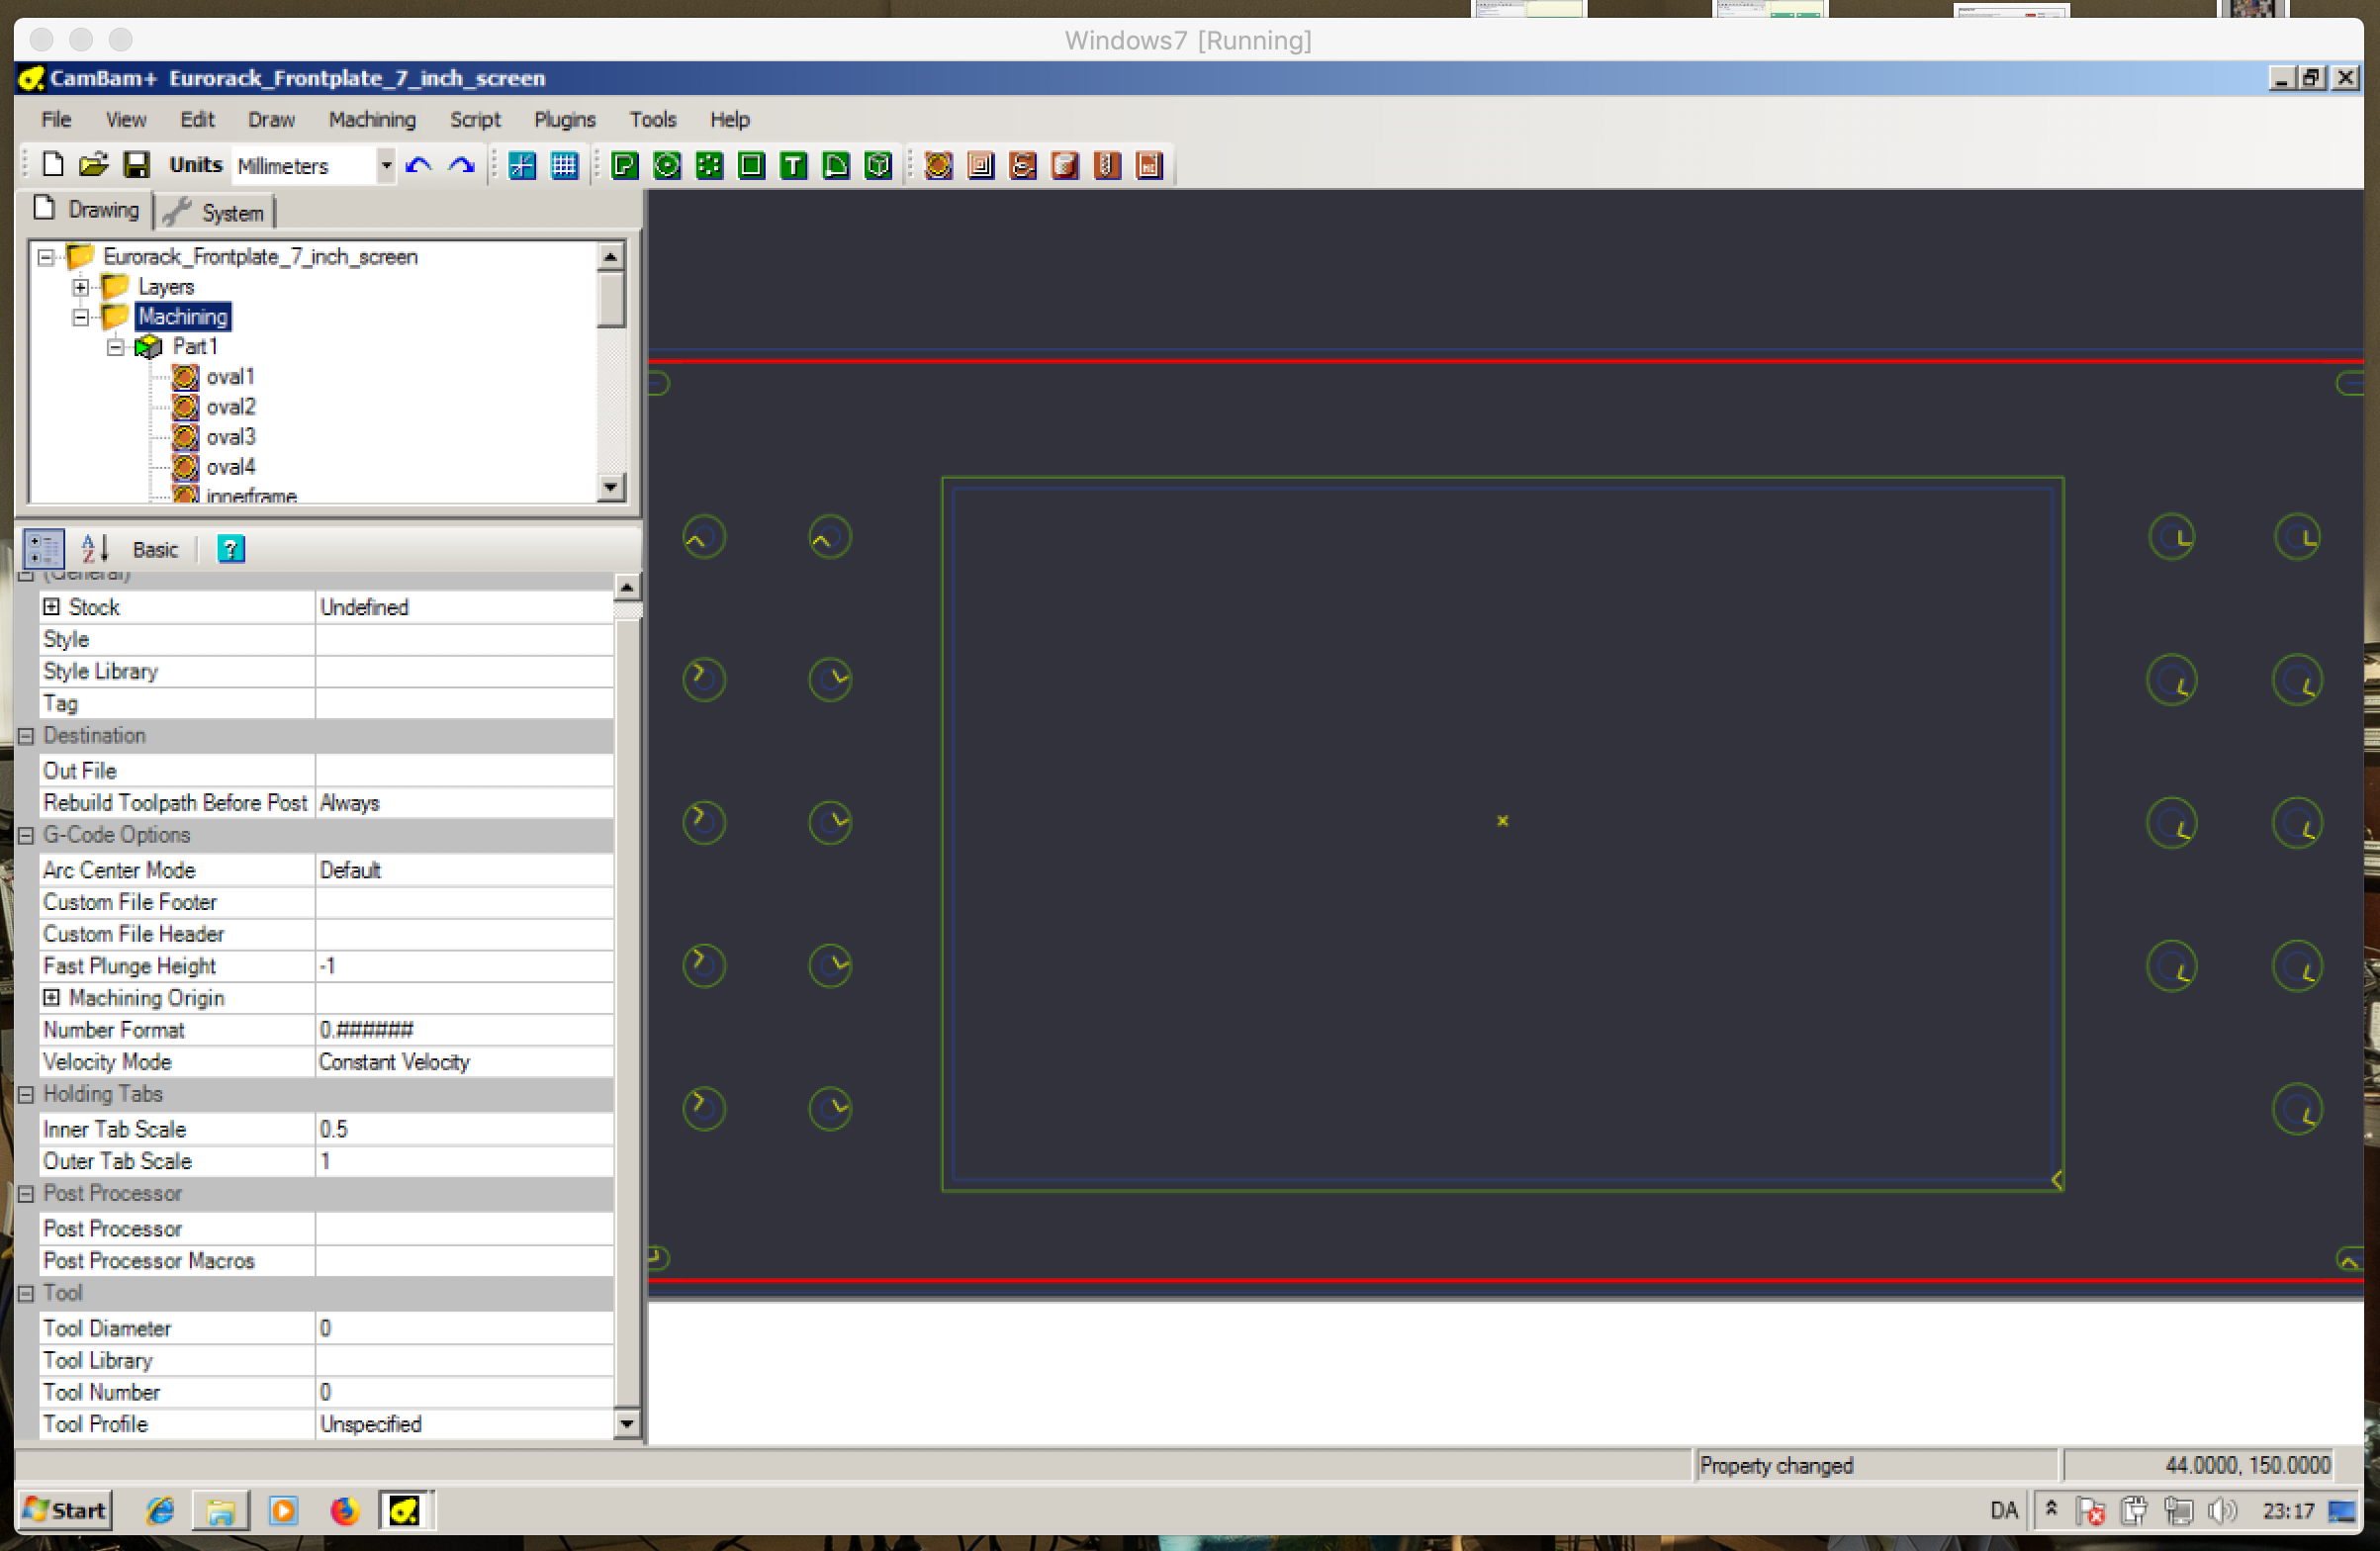 Windows7 [Running]
CamBam+ Eurorack_Frontplate_7_inch_screen
File View Edit Draw Machining Script Plugins Tools Help
Units Millimeters
Drawing System
Eurorack_Frontplate_7_inch_screen
Layers
Machining
Part1
oval1
oval2
oval3
oval4
innerframe
Basic
(General)
Stock Undefined
Style
Style Library
Tag
Destination
Out File
Rebuild Toolpath Before Post Always
G-Code Options
Arc Center Mode Default
Custom File Footer
Custom File Header
Fast Plunge Height -1
Machining Origin
Number Format 0.######
Velocity Mode Constant Velocity
Holding Tabs
Inner Tab Scale 0.5
Outer Tab Scale 1
Post Processor
Post Processor
Post Processor Macros
Tool
Tool Diameter 0
Tool Library
Tool Number 0
Tool Profile Unspecified
Property changed 44.0000, 150.0000
Start DA 23:17